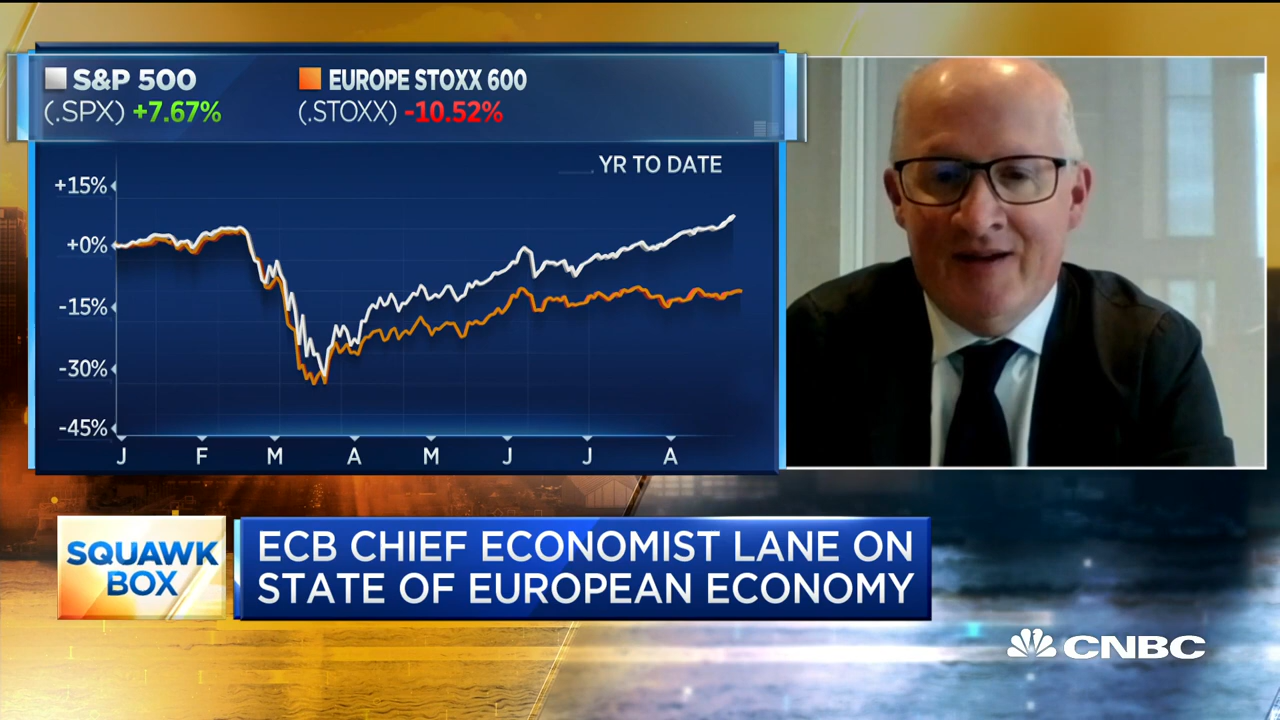 S&P 500
(.SPX) +7.67%
EUROPE STOXX 600
(.STOXX) -10.52%
YR TO DATE
+15%
+0%
-15%
-30%
-45%
J F M A M J J A
SQUAWK
BOX
ECB CHIEF ECONOMIST LANE ON
STATE OF EUROPEAN ECONOMY
CNBC